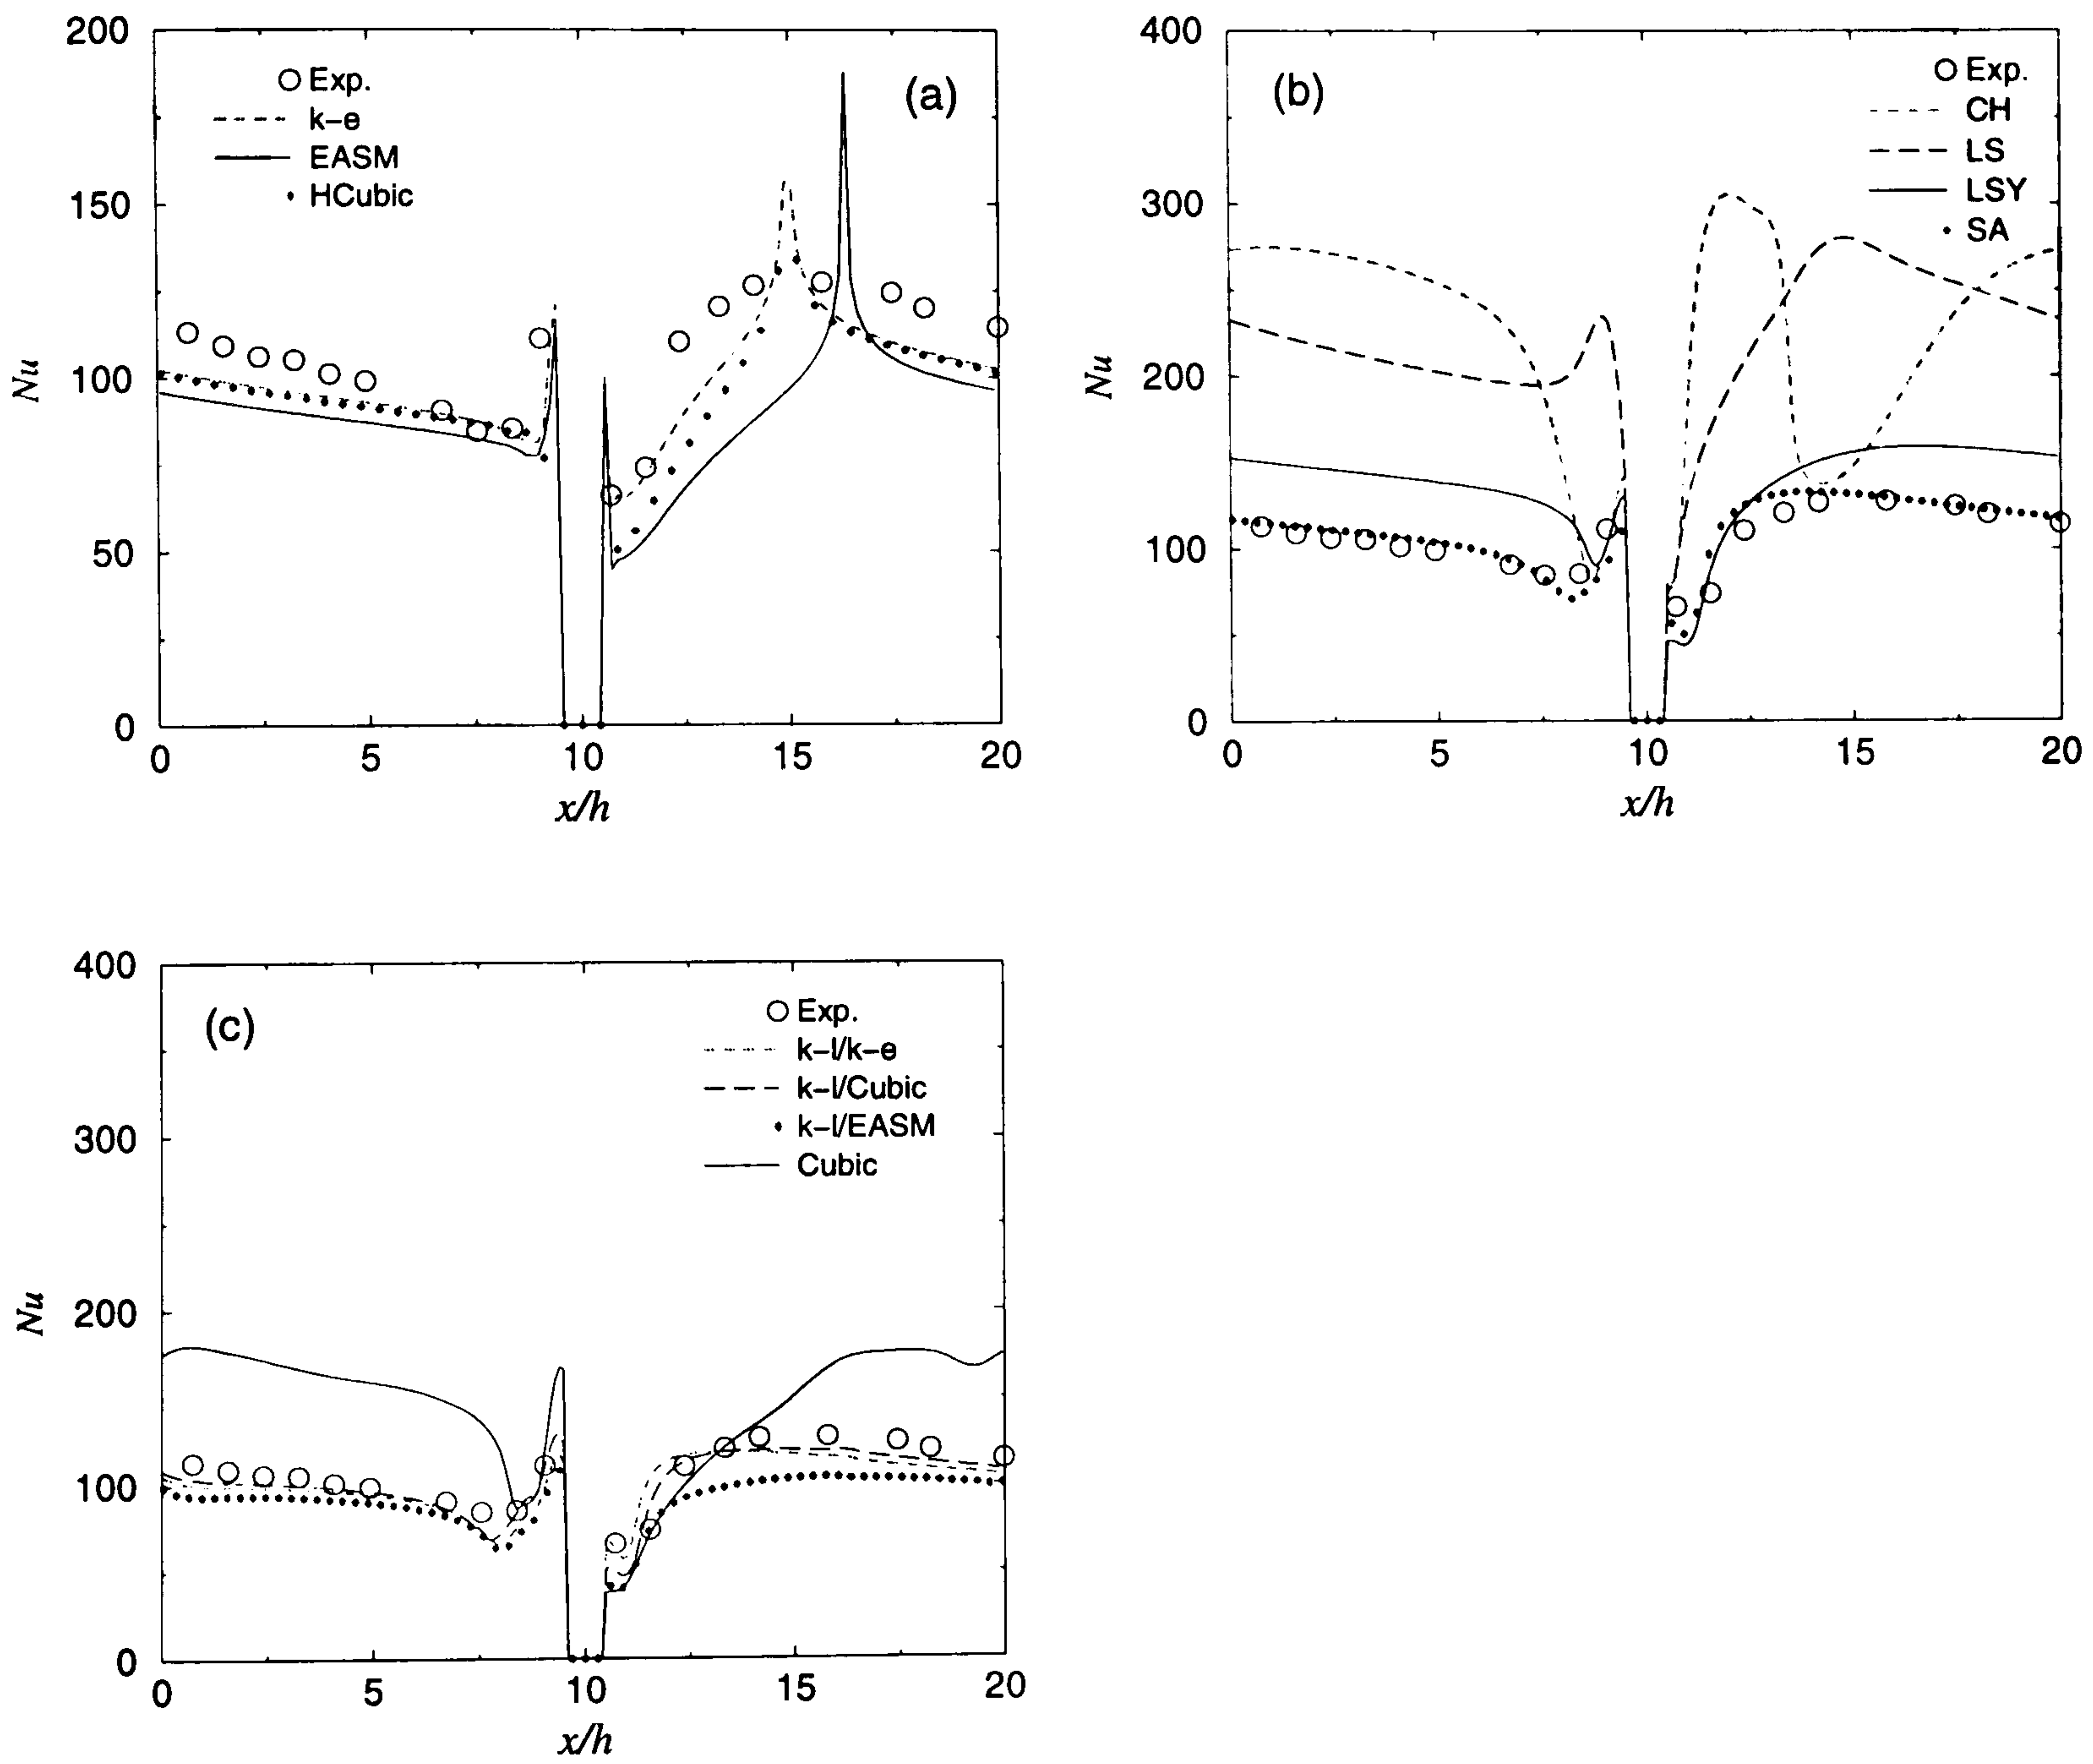 200
150
100
50
0
Nu
Exp.
k-e
EASM
HCubic
(a)
0 5 10 15 20
x/h
400
300
200
100
0
Nu
(b)
Exp.
CH
LS
LSY
SA
0 5 10 15 20
x/h
400
300
200
100
0
Nu
(c)
Exp.
k-l/k-e
k-l/Cubic
k-l/EASM
Cubic
0 5 10 15 20
x/h